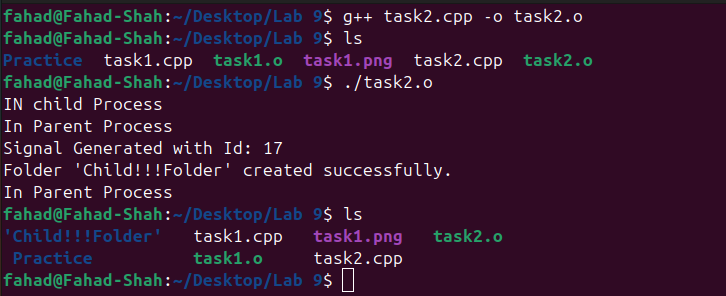 fahad@Fahad-Shah:~/Desktop/Lab 9$ g++ task2.cpp -o task2.o
fahad@Fahad-Shah:~/Desktop/Lab 9$ ls
Practice  task1.cpp  task1.o  task1.png  task2.cpp  task2.o
fahad@Fahad-Shah:~/Desktop/Lab 9$ ./task2.o
IN child Process
In Parent Process
Signal Generated with Id: 17
Folder 'Child!!!Folder' created successfully.
In Parent Process
fahad@Fahad-Shah:~/Desktop/Lab 9$ ls
'Child!!!Folder'   task1.cpp   task1.png   task2.o
 Practice          task1.o     task2.cpp
fahad@Fahad-Shah:~/Desktop/Lab 9$